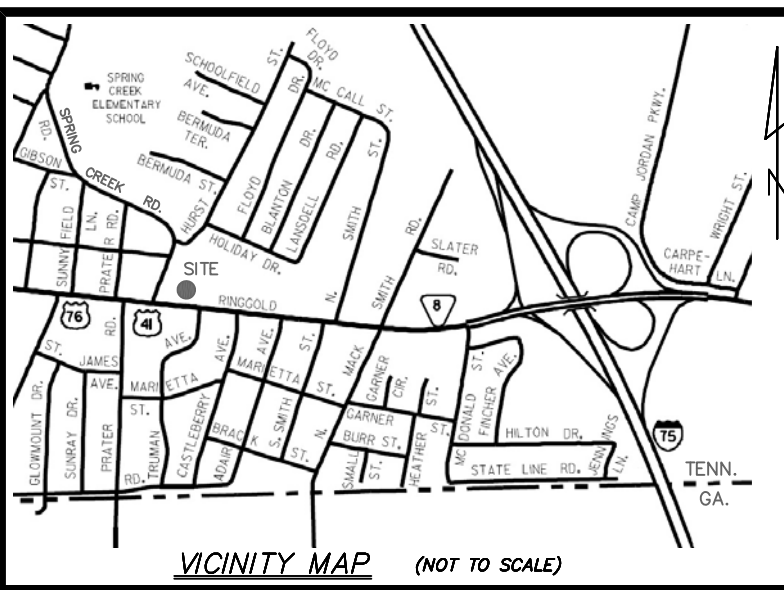 SPRING
CREEK
ELEMENTARY
SCHOOL
SCHOOLFIELD
AVE.
BERMUDA
TER.
BERMUDA ST.
HURST
ST.
FLOYD
DR.
FLOYD
DR.
MC CALL ST.
BLANTON
DR.
LANSDELL
RD.
N. SMITH
ST.
HOLIDAY DR.
SPRING
CREEK RD.
GIBSON
RD.
SUNNYFIELD
LN.
ST.
PRATER RD.
SITE
RINGGOLD
76
41
8
75
MACK
SMITH
RD.
SLATER
RD.
CAMP JORDAN PKWY.
WRIGHT ST.
CARPE-
HART LN.
ST. JAMES
AVE.
GLOWMOUNT DR.
SUNRAY DR.
PRATER
RD.
MARIETTA
ST.
AVE.
TRUMAN
RD.
CASTLEBERRY
AVE.
MARIETTA
ST.
ADAIR
AVE.
BRACK
ST.
S. SMITH
ST.
N.
GARNER
CIR.
GARNER
ST.
BURR ST.
SMALL
ST.
HEATHER
ST.
MC DONALD
ST.
FINCHER
AVE.
HILTON DR.
STATE LINE RD.
JENNINGS
LN.
TENN.
GA.
N
VICINITY MAP
(NOT TO SCALE)